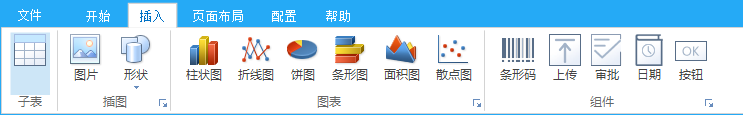 文件 开始 插入 页面布局 配置 帮助
图片 形状 柱状图 折线图 饼图 条形图 面积图 散点图 条形码 上传 审批 日期 OK 按钮
子表 插图 图表 组件